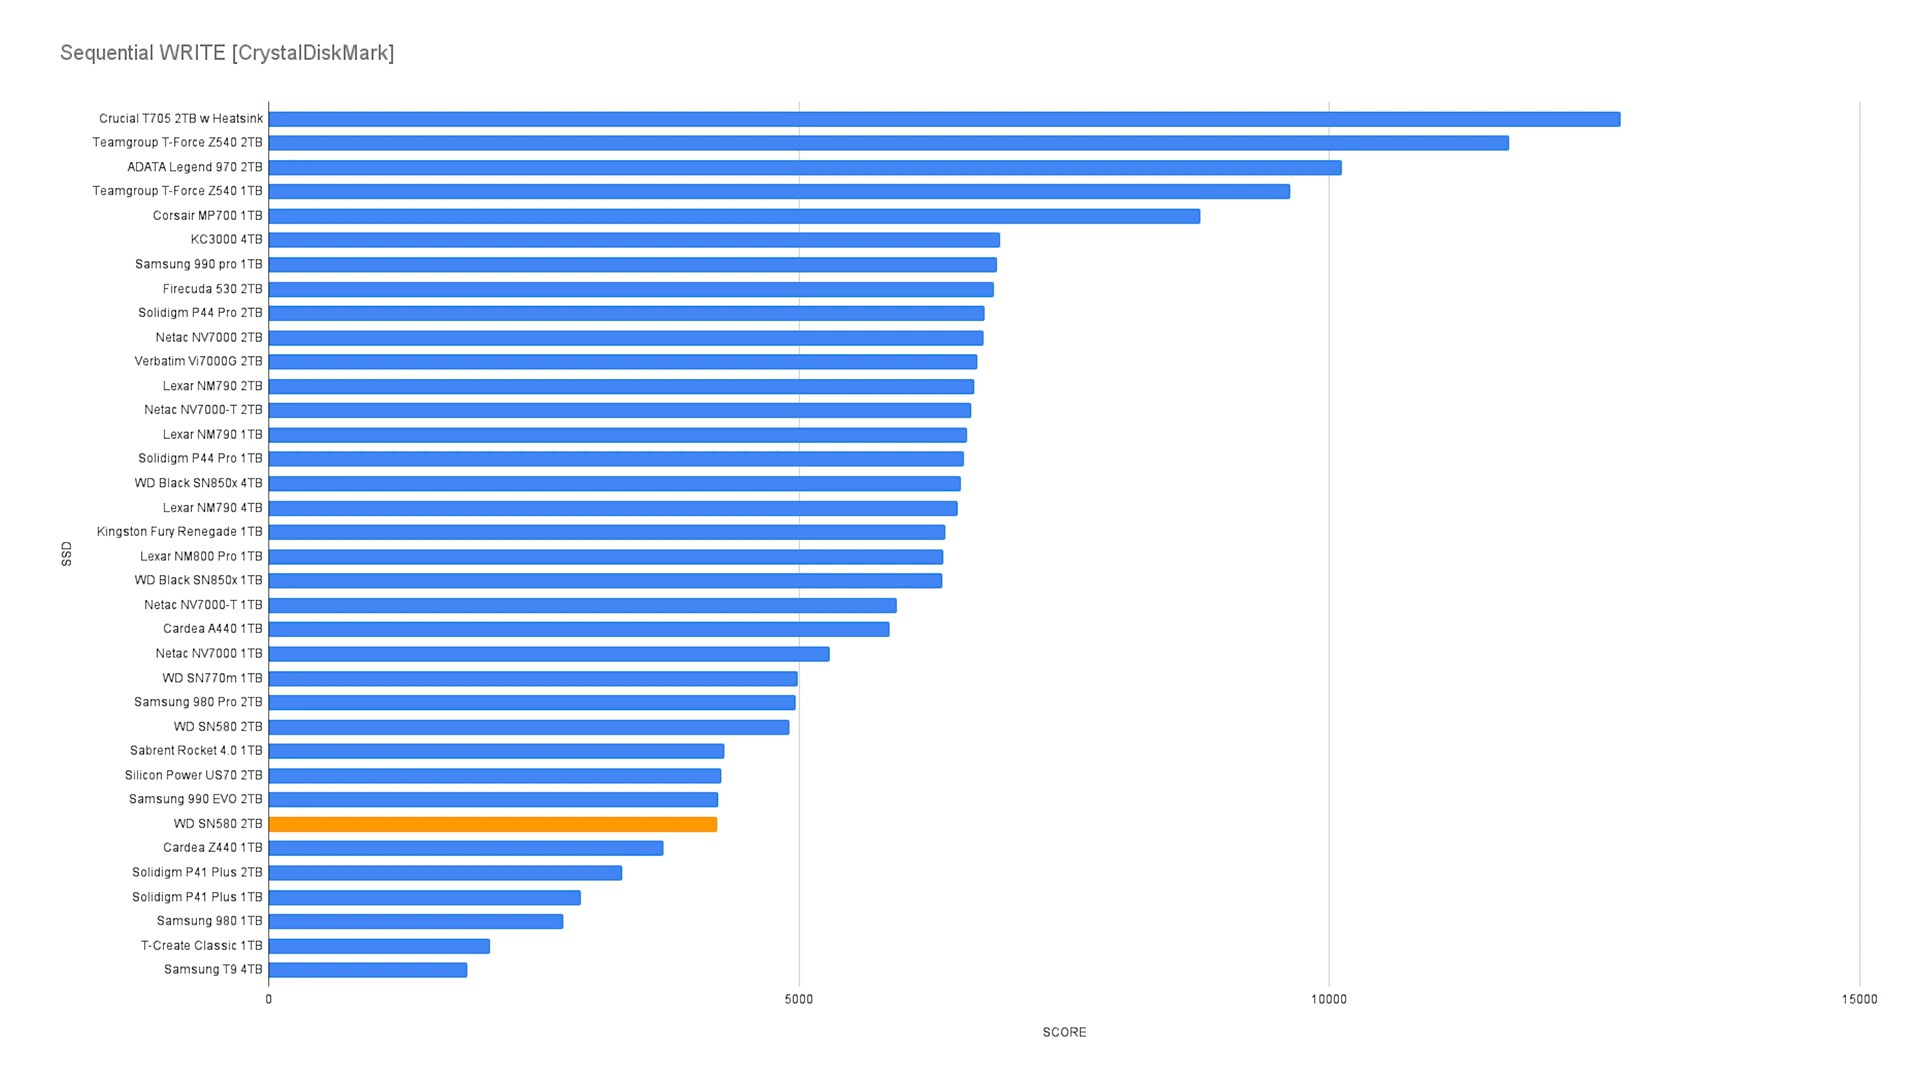 Sequential WRITE [CrystalDiskMark]
Crucial T705 2TB w Heatsink
Teamgroup T-Force Z540 2TB
ADATA Legend 970 2TB
Teamgroup T-Force Z540 1TB
Corsair MP700 1TB
KC3000 4TB
Samsung 990 pro 1TB
Firecuda 530 2TB
Solidigm P44 Pro 2TB
Netac NV7000 2TB
Verbatim Vi7000G 2TB
Lexar NM790 2TB
Netac NV7000-T 2TB
Lexar NM790 1TB
Solidigm P44 Pro 1TB
WD Black SN850x 4TB
Lexar NM790 4TB
Kingston Fury Renegade 1TB
Lexar NM800 Pro 1TB
WD Black SN850x 1TB
Netac NV7000-T 1TB
Cardea A440 1TB
Netac NV7000 1TB
WD SN770m 1TB
Samsung 980 Pro 2TB
WD SN580 2TB
Sabrent Rocket 4.0 1TB
Silicon Power US70 2TB
Samsung 990 EVO 2TB
WD SN580 2TB
Cardea Z440 1TB
Solidigm P41 Plus 2TB
Solidigm P41 Plus 1TB
Samsung 980 1TB
T-Create Classic 1TB
Samsung T9 4TB
SSD
0 5000 10000 15000
SCORE